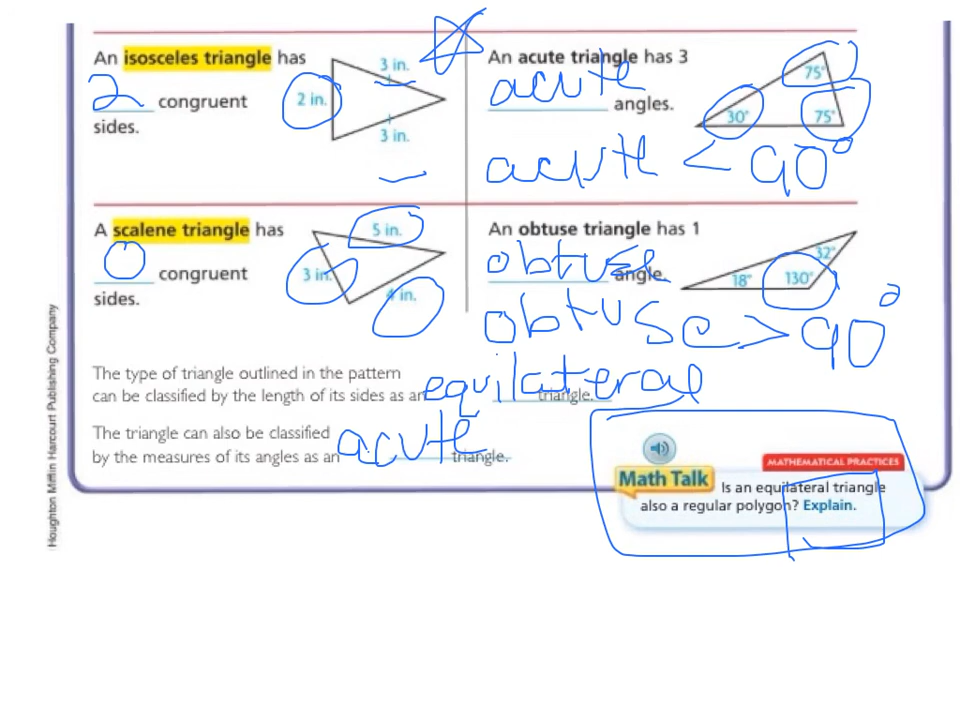 An isosceles triangle has
2 congruent
sides.
3 in.
2 in.
3 in.
An acute triangle has 3
acute angles.
75°
30°
75°
acute < 90°
A scalene triangle has
0 congruent
sides.
5 in.
3 in.
in.
An obtuse triangle has 1
obtuse angle.
32°
18°
130°
obtuse > 90°
The type of triangle outlined in the pattern
can be classified by the length of its sides as an equilateral triangle.
The triangle can also be classified
by the measures of its angles as an acute triangle.
MATHEMATICAL PRACTICES
Math Talk Is an equilateral triangle
also a regular polygon? Explain.
Houghton Mifflin Harcourt Publishing Company